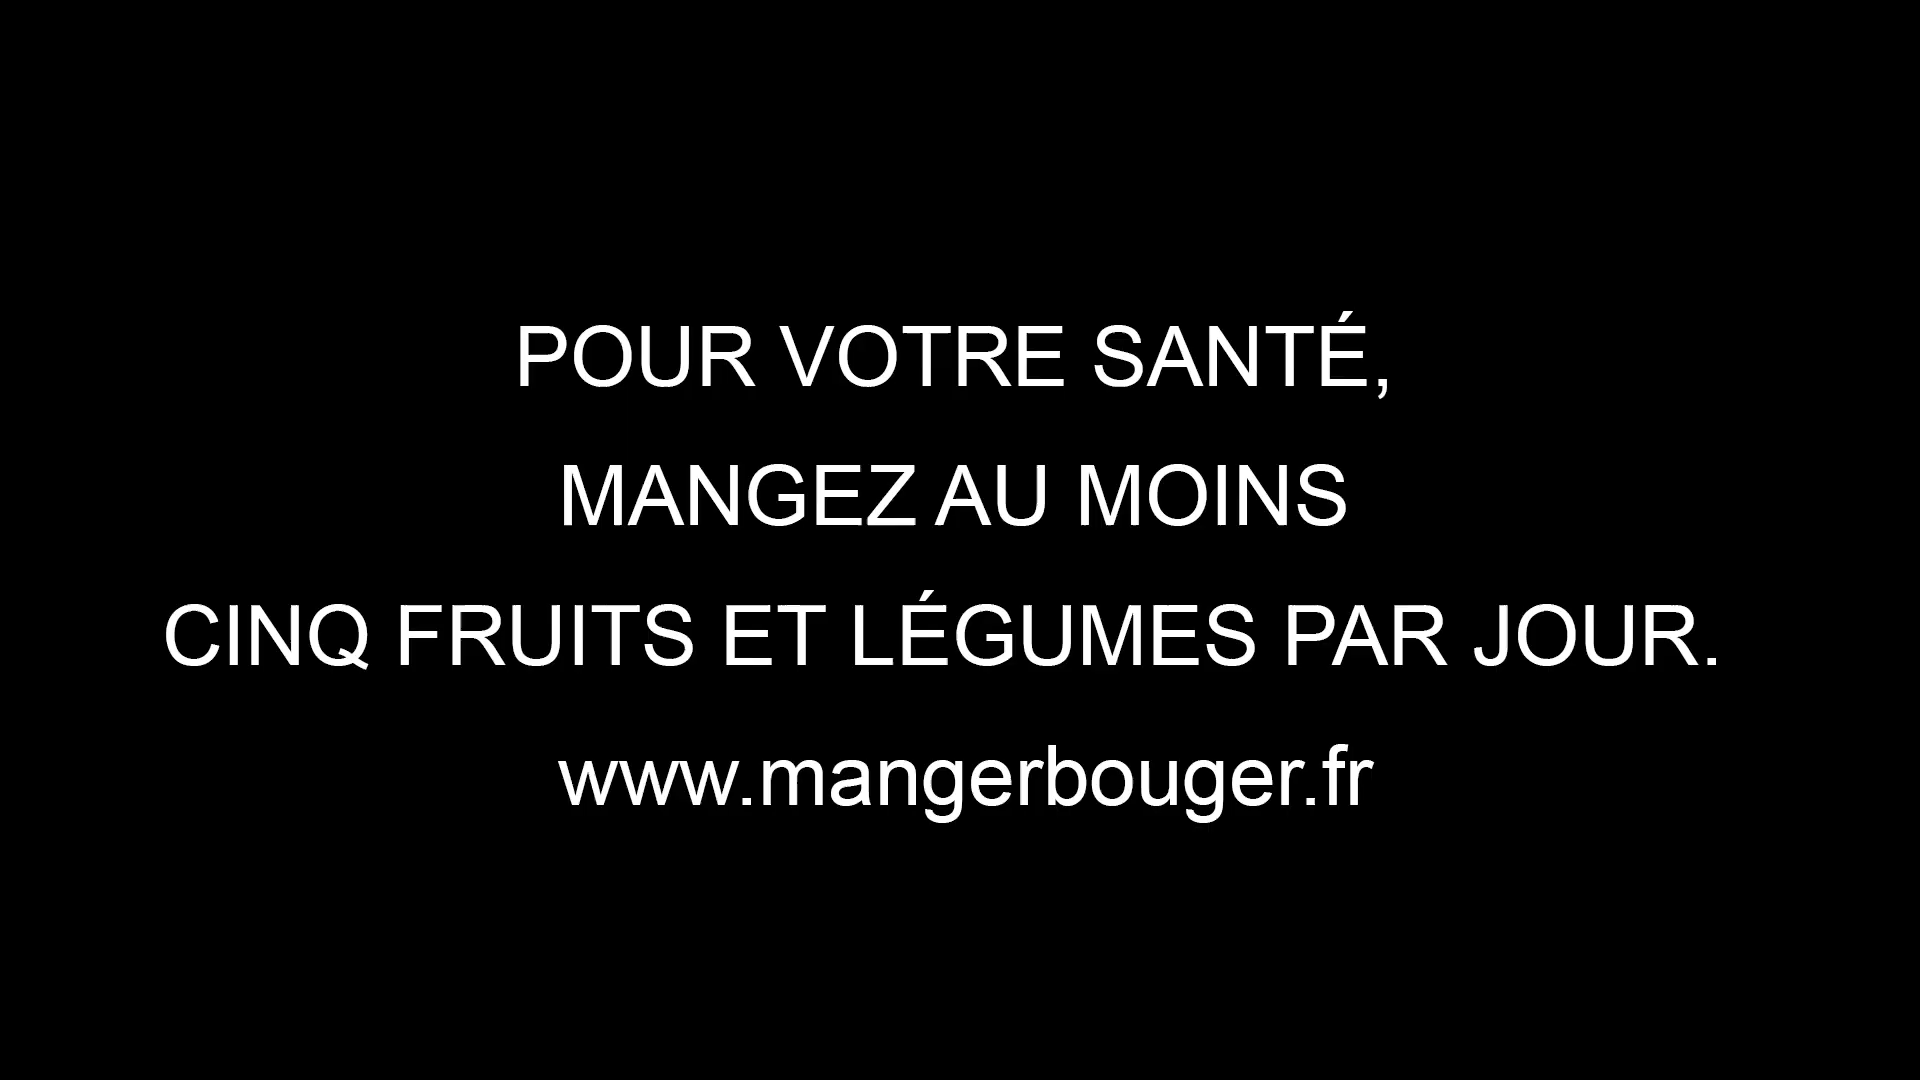 POUR VOTRE SANTÉ,
MANGEZ AU MOINS
CINQ FRUITS ET LÉGUMES PAR JOUR.
www.mangerbouger.fr